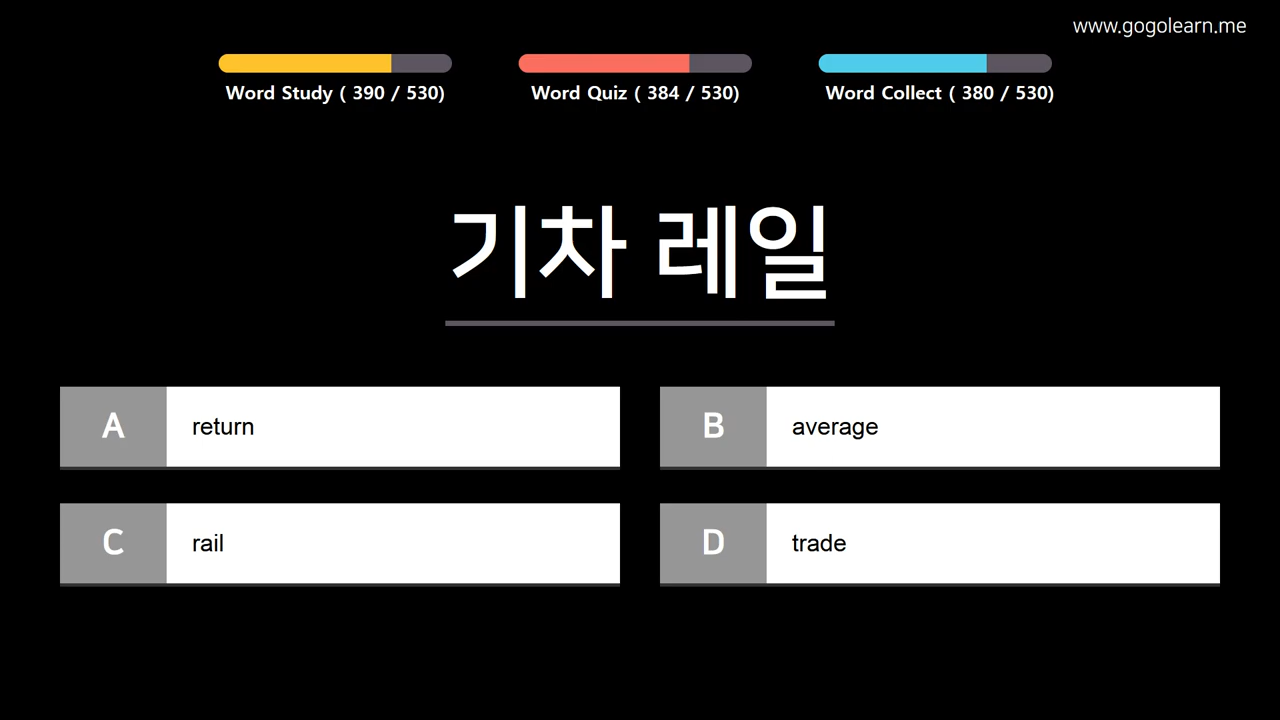 www.gogolearn.me
Word Study ( 390 / 530)
Word Quiz ( 384 / 530)
Word Collect ( 380 / 530)
기차 레일
A return
B average
C rail
D trade